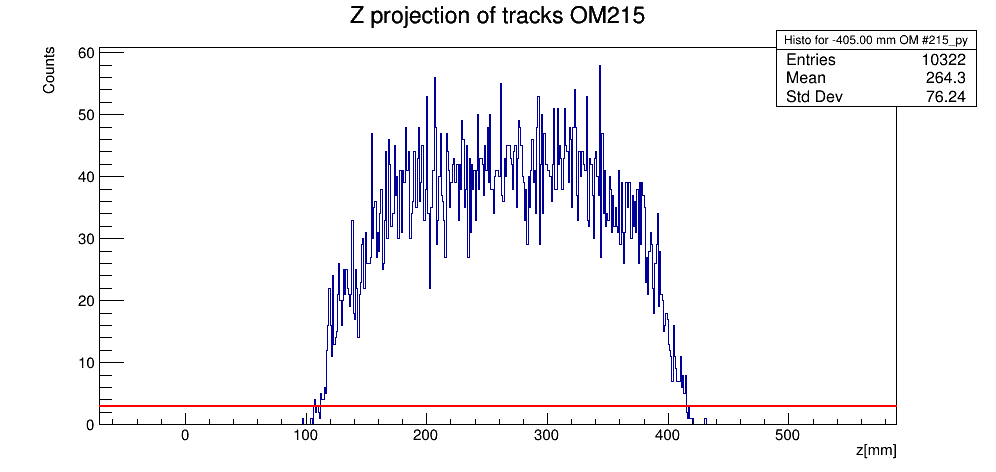 Z projection of tracks OM215
Histo for -405.00 mm OM #215_py
Entries 10322
Mean 264.3
Std Dev 76.24
Counts
60
50
40
30
20
10
0
0 100 200 300 400 500
z[mm]